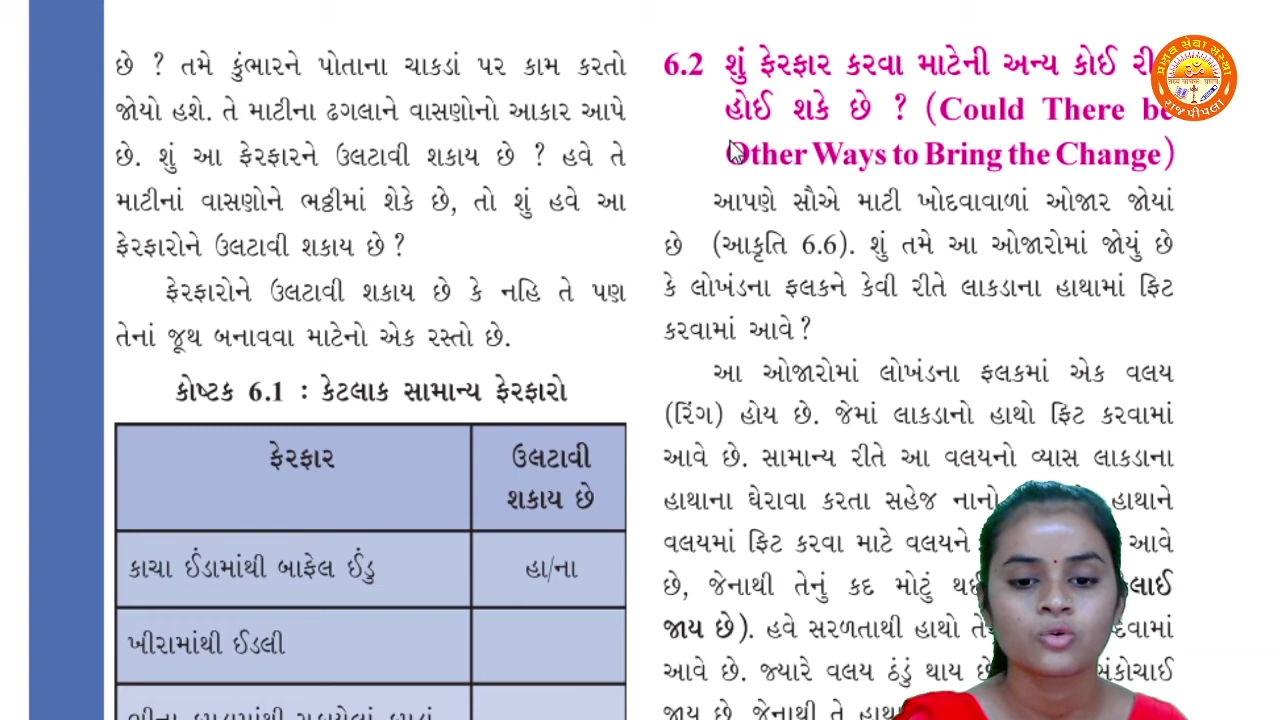 છે ? તમે કુંભારને પોતાના ચાકડાં પર કામ કરતો
જોયો હશે. તે માટીના ઢગલાને વાસણોનો આકાર આપે
છે. શું આ ફેરફારને ઉલટાવી શકાય છે ? હવે તે
માટીનાં વાસણોને ભઠ્ઠીમાં શેકે છે, તો શું હવે આ
ફેરફારોને ઉલટાવી શકાય છે ?
ફેરફારોને ઉલટાવી શકાય છે કે નહિ તે પણ
તેનાં જૂથ બનાવવા માટેનો એક રસ્તો છે.
કોષ્ટક 6.1 : કેટલાક સામાન્ય ફેરફારો
ફેરફાર
ઉલટાવી
શકાય છે
કાચા ઈંડામાંથી બાફેલ ઈંડુ
હા/ના
ખીરામાંથી ઈડલી
6.2 શું ફેરફાર કરવા માટેની અન્ય કોઈ
હોઈ શકે છે ? (Could There be
Other Ways to Bring the Change)
આપણે સૌએ માટી ખોદવાવાળાં ઓજાર જોયાં
છે (આકૃતિ 6.6). શું તમે આ ઓજારોમાં જોયું છે
કે લોખંડના ફલકને કેવી રીતે લાકડાના હાથામાં ફિટ
કરવામાં આવે ?
આ ઓજારોમાં લોખંડના ફલકમાં એક વલય
(રિંગ) હોય છે. જેમાં લાકડાનો હાથો ફિટ કરવામાં
આવે છે. સામાન્ય રીતે આ વલયનો વ્યાસ લાકડાના
હાથાના ઘેરાવા કરતા સહેજ નાનો હાથાને
વલયમાં ફિટ કરવા માટે વલયને આવે
છે, જેનાથી તેનું કદ મોટું
જાય છે). હવે સરળતાથી હાથો
આવે છે. જ્યારે વલય ઠંડું થાય
જાય છે, જેનાથી તે
પ્રણવ સેવા સંસ્થા
રાજપીપલા